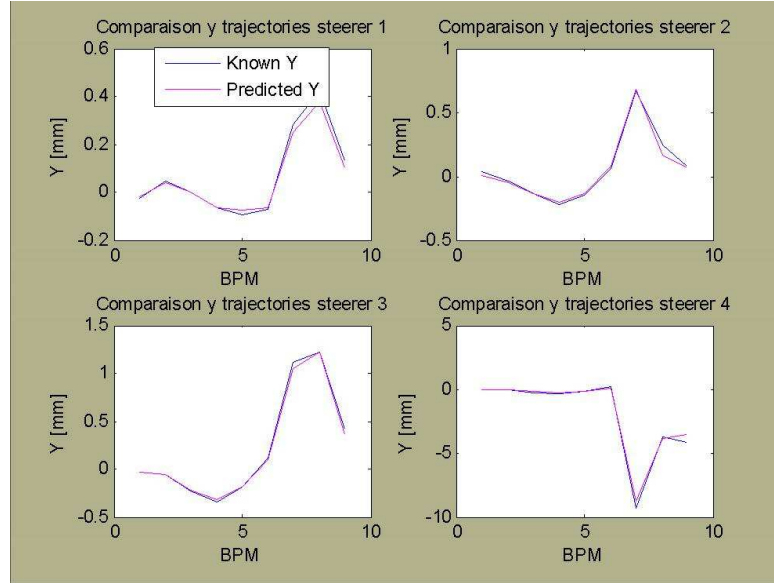 Comparaison y trajectories steerer 1
0.6
0.4
0.2
0
-0.2
Y [mm]
Known Y
Predicted Y
0
5
10
BPM
Comparaison y trajectories steerer 2
1
0.5
0
-0.5
Y [mm]
0
5
10
BPM
Comparaison y trajectories steerer 3
1.5
1
0.5
0
-0.5
Y [mm]
0
5
10
BPM
Comparaison y trajectories steerer 4
5
0
-5
-10
Y [mm]
0
5
10
BPM